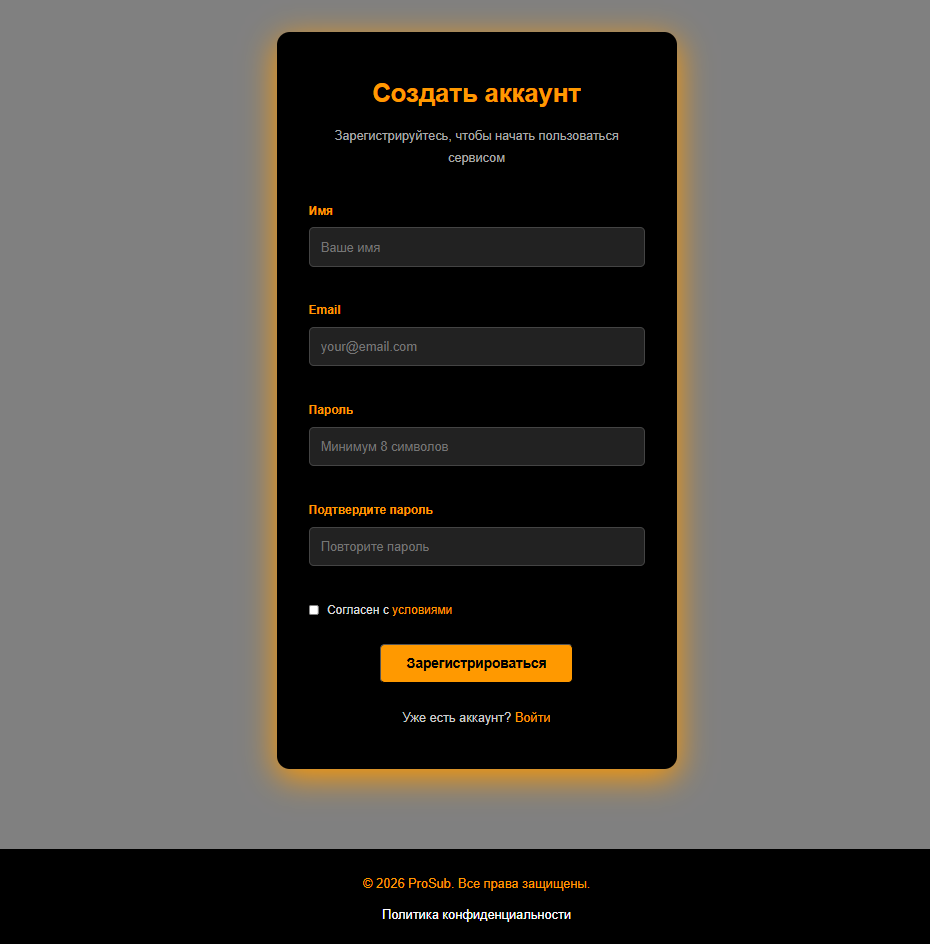 Создать аккаунт
Зарегистрируйтесь, чтобы начать пользоваться
сервисом
Имя
Ваше имя
Email
your@email.com
Пароль
Минимум 8 символов
Подтвердите пароль
Повторите пароль
Согласен с условиями
Зарегистрироваться
Уже есть аккаунт? Войти
© 2026 ProSub. Все права защищены.
Политика конфиденциальности